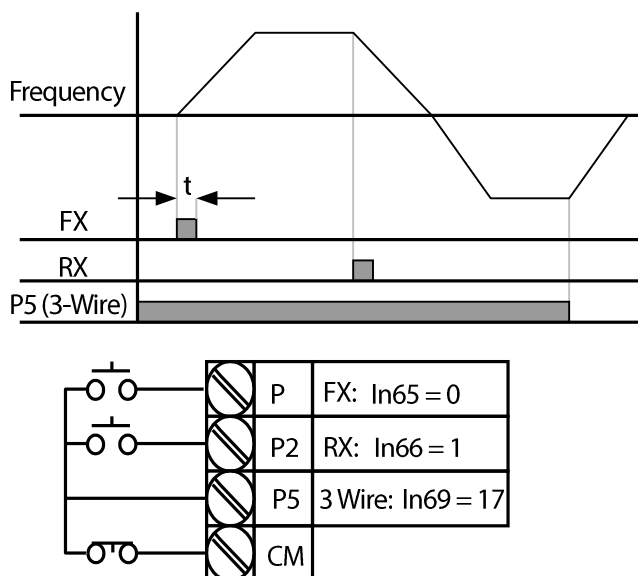 Frequency
t
FX
RX
P5 (3-Wire)
P FX: In65 = 0
P2 RX: In66 = 1
P5 3 Wire: In69 = 17
CM